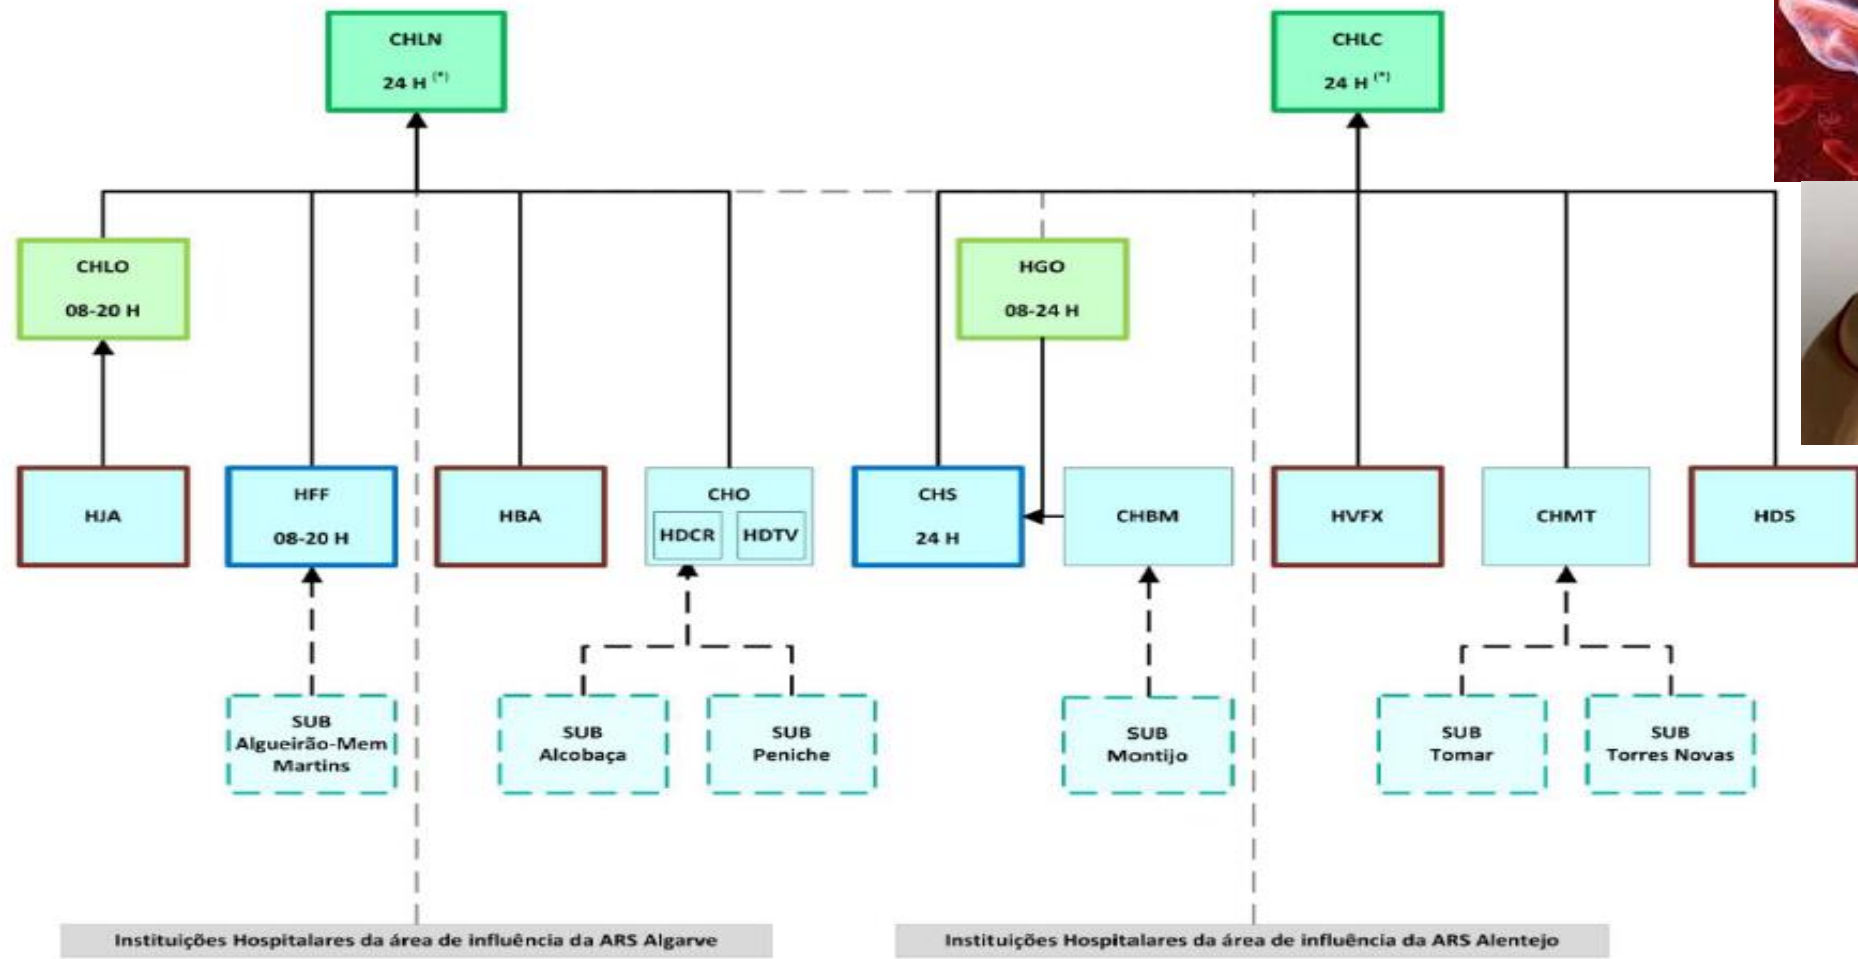 CHLN
24 H (*)
CHLC
24 H (*)
CHLO
08-20 H
HGO
08-24 H
HJA
HFF
08-20 H
HBA
CHO
HDCR
HDTV
CHS
24 H
CHBM
HVFX
CHMT
HDS
SUB
Algueirão-Mem
Martins
SUB
Alcobaça
SUB
Peniche
SUB
Montijo
SUB
Tomar
SUB
Torres Novas
Instituições Hospitalares da área de influência da ARS Algarve
Instituições Hospitalares da área de influência da ARS Alentejo